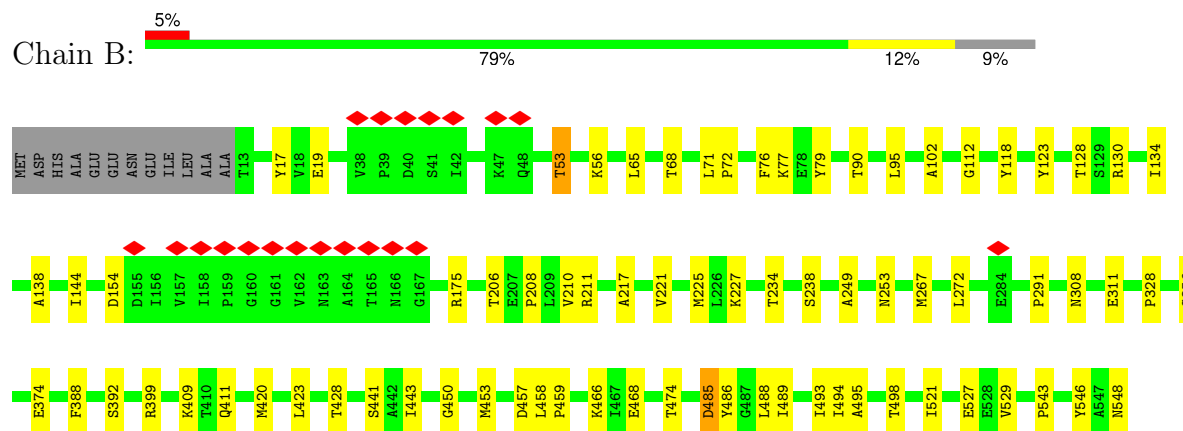 5%
Chain B:
79% 12% 9%
MET ASP HIS ALA GLU GLU ASN GLU ILE LEU ALA ALA T13 Y17 V18 E19 V38 P39 D40 S41 I42 K47 Q48 T53 K56 L65 T68 L71 P72 F76 K77 E78 Y79 T90 L95 A102 G112 Y118 Y123 T128 S129 R130 I134
A138 I144 D154 D155 I156 V157 I158 P159 G160 G161 V162 N163 A164 T165 N166 G167 R175 T206 E207 P208 L209 V210 R211 A217 V221 M225 L226 K227 T234 S238 A249 N253 M267 L272 E284 P291 N308 E311 P328
E374 F388 S392 R399 K409 T410 Q411 M420 L423 T428 S441 A442 I443 G450 M453 D457 L458 P459 K466 I467 E468 T474 D485 Y486 G487 L488 I489 I493 I494 A495 T498 I521 E527 E528 V529 P543 Y546 A547 N548